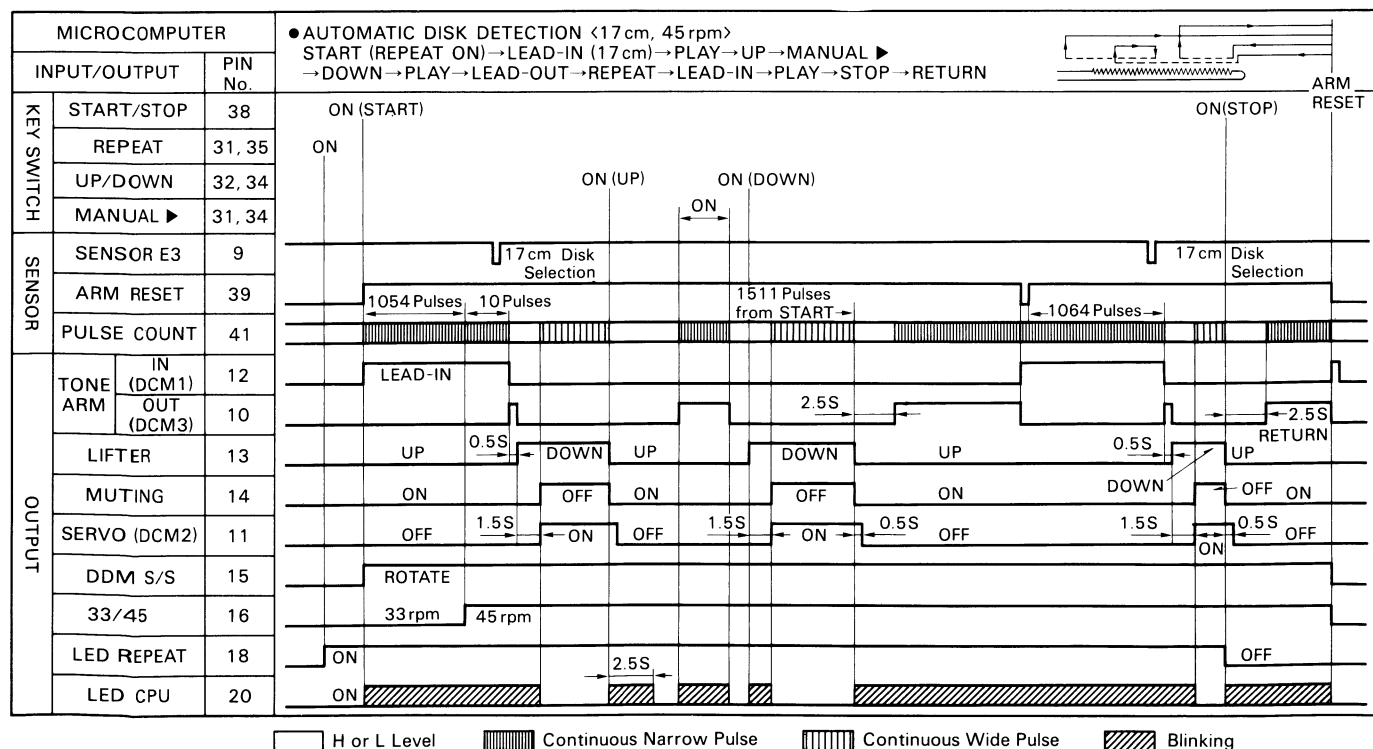 MICROCOMPUTER
INPUT/OUTPUT
PIN No.
● AUTOMATIC DISK DETECTION <17cm, 45rpm>
START (REPEAT ON)→LEAD-IN (17cm)→PLAY→UP→MANUAL ▶
→DOWN→PLAY→LEAD-OUT→REPEAT→LEAD-IN→PLAY→STOP→RETURN
ARM RESET
KEY SWITCH
START/STOP 38
ON (START)
ON(STOP)
REPEAT 31, 35
ON
UP/DOWN 32, 34
ON (UP)
ON (DOWN)
MANUAL ▶ 31, 34
ON
SENSOR
SENSOR E3 9
17cm Disk Selection
17cm Disk Selection
ARM RESET 39
1054 Pulses
10 Pulses
1511 Pulses from START
1064 Pulses
PULSE COUNT 41
OUTPUT
TONE ARM
IN (DCM1) 12
LEAD-IN
OUT (DCM3) 10
2.5S
2.5S
RETURN
LIFTER 13
UP
0.5S
DOWN
UP
DOWN
UP
0.5S
UP
DOWN
MUTING 14
ON
OFF
ON
OFF
ON
OFF
ON
SERVO (DCM2) 11
OFF
1.5S
ON
OFF
1.5S
ON
0.5S
OFF
1.5S
ON
0.5S
OFF
DDM S/S 15
ROTATE
33/45 16
33rpm
45rpm
LED REPEAT 18
ON
OFF
2.5S
LED CPU 20
ON
H or L Level
Continuous Narrow Pulse
Continuous Wide Pulse
Blinking